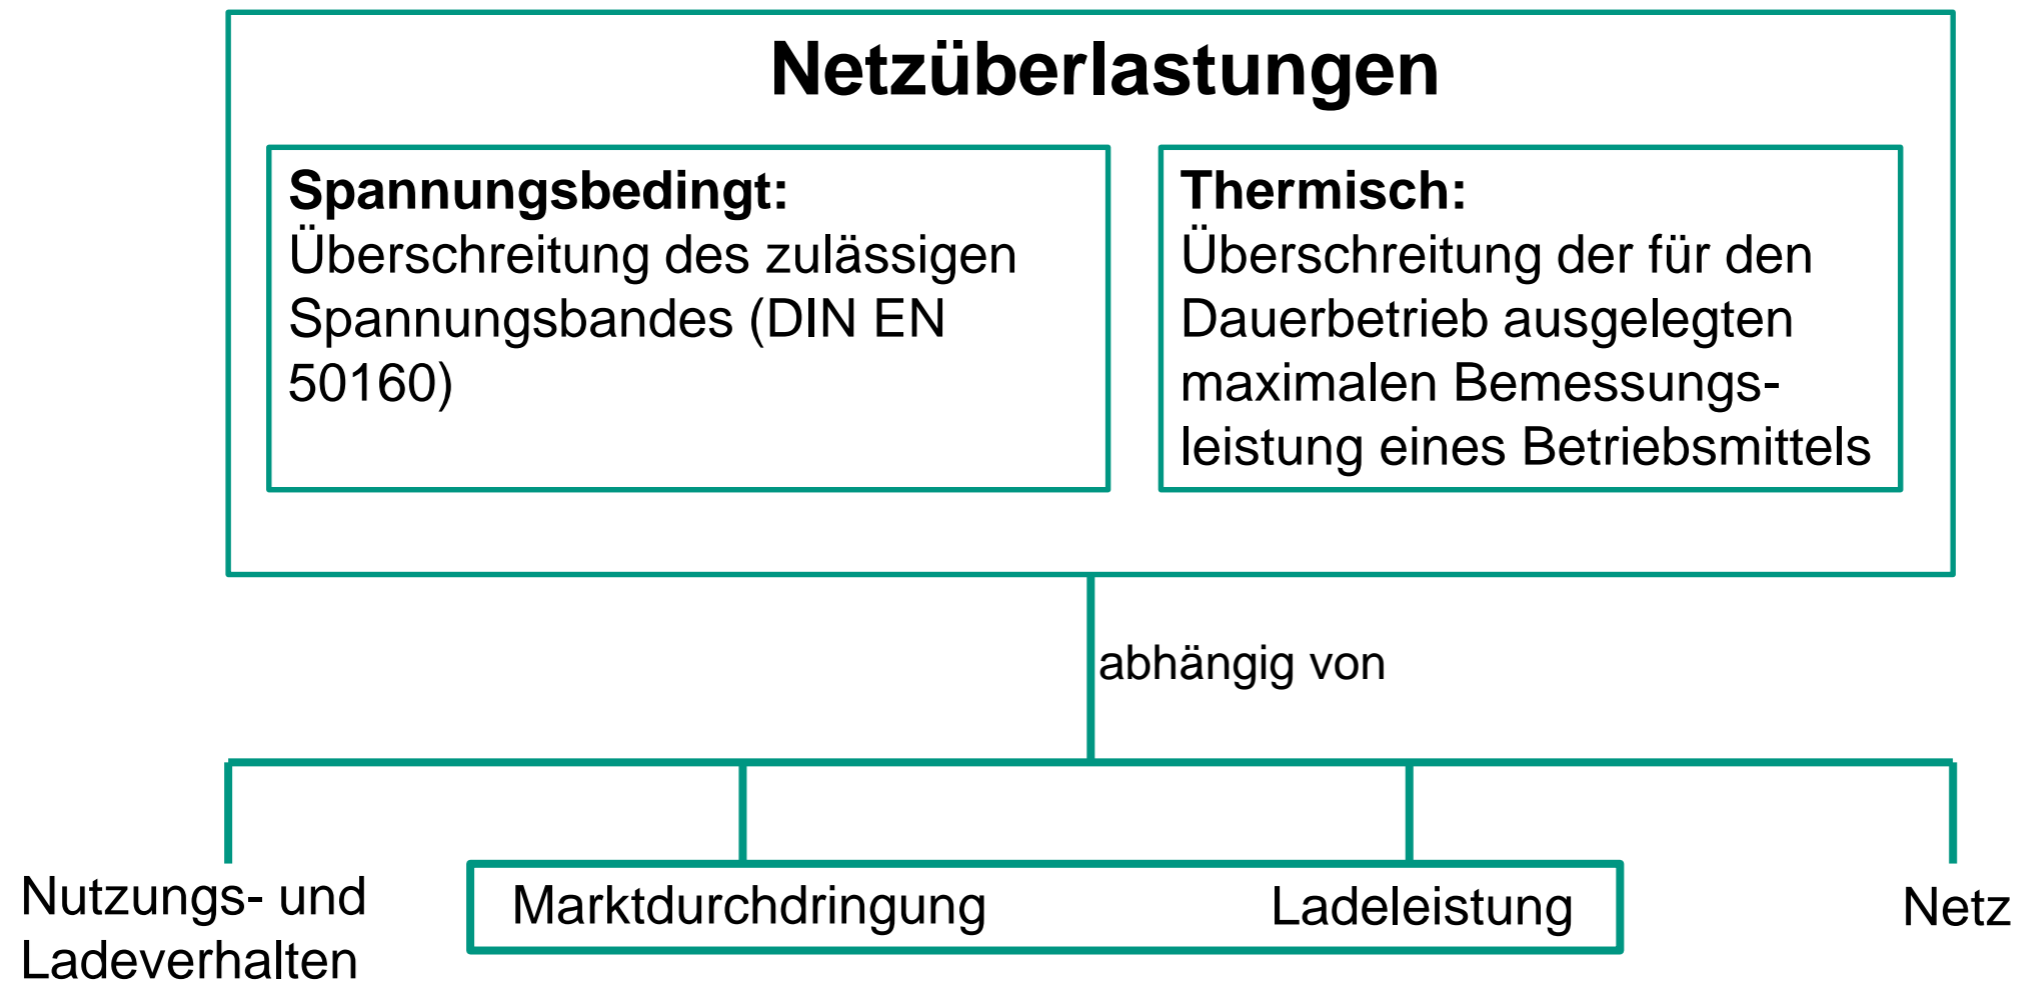 Netzüberlastungen
Spannungsbedingt:
Überschreitung des zulässigen
Spannungsbandes (DIN EN
50160)
Thermisch:
Überschreitung der für den
Dauerbetrieb ausgelegten
maximalen Bemessungs-
leistung eines Betriebsmittels
abhängig von
Nutzungs- und
Ladeverhalten
Marktdurchdringung
Ladeleistung
Netz